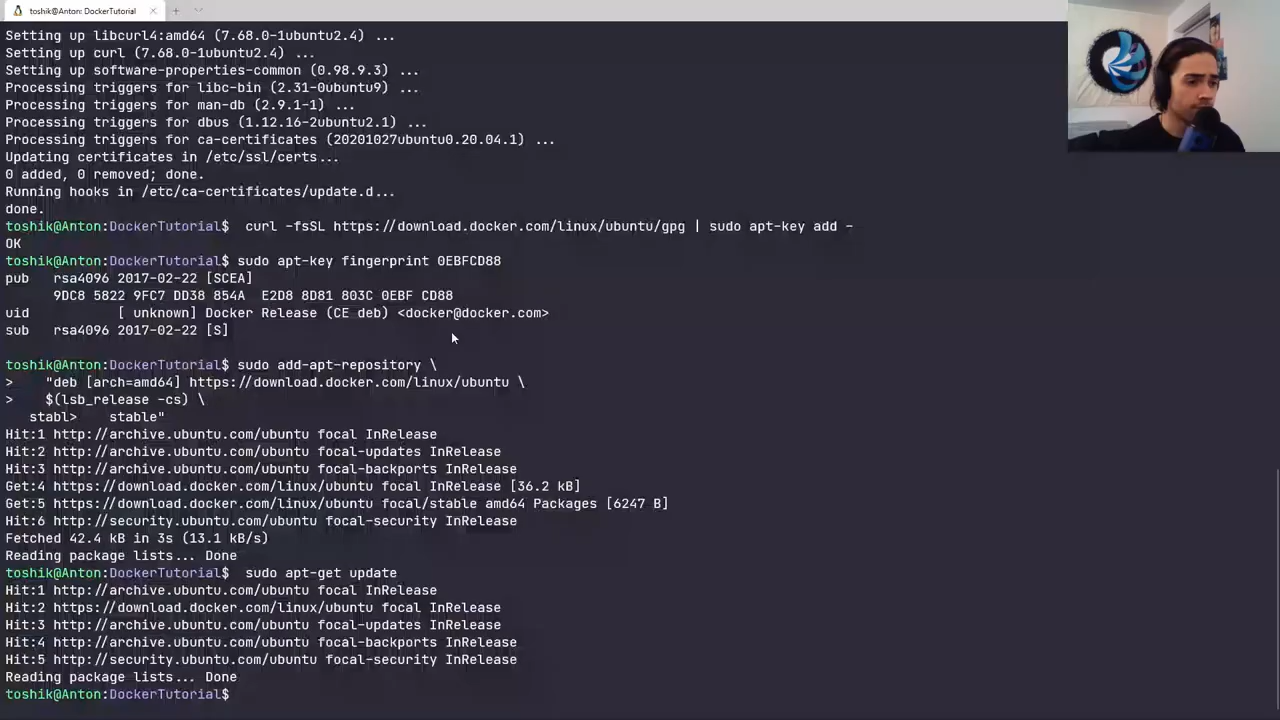 toshik@Anton: DockerTutorial
Setting up libcurl4:amd64 (7.68.0-1ubuntu2.4) ...
Setting up curl (7.68.0-1ubuntu2.4) ...
Setting up software-properties-common (0.98.9.3) ...
Processing triggers for libc-bin (2.31-0ubuntu9) ...
Processing triggers for man-db (2.9.1-1) ...
Processing triggers for dbus (1.12.16-2ubuntu2.1) ...
Processing triggers for ca-certificates (20201027ubuntu0.20.04.1) ...
Updating certificates in /etc/ssl/certs...
0 added, 0 removed; done.
Running hooks in /etc/ca-certificates/update.d...
done.
toshik@Anton:DockerTutorial$  curl -fsSL https://download.docker.com/linux/ubuntu/gpg | sudo apt-key add -
OK
toshik@Anton:DockerTutorial$ sudo apt-key fingerprint 0EBFCD88
pub   rsa4096 2017-02-22 [SCEA]
      9DC8 5822 9FC7 DD38 854A  E2D8 8D81 803C 0EBF CD88
uid           [ unknown] Docker Release (CE deb) <docker@docker.com>
sub   rsa4096 2017-02-22 [S]
toshik@Anton:DockerTutorial$ sudo add-apt-repository \
>    "deb [arch=amd64] https://download.docker.com/linux/ubuntu \
>    $(lsb_release -cs) \
   stabl>    stable"
Hit:1 http://archive.ubuntu.com/ubuntu focal InRelease
Hit:2 http://archive.ubuntu.com/ubuntu focal-updates InRelease
Hit:3 http://archive.ubuntu.com/ubuntu focal-backports InRelease
Get:4 https://download.docker.com/linux/ubuntu focal InRelease [36.2 kB]
Get:5 https://download.docker.com/linux/ubuntu focal/stable amd64 Packages [6247 B]
Hit:6 http://security.ubuntu.com/ubuntu focal-security InRelease
Fetched 42.4 kB in 3s (13.1 kB/s)
Reading package lists... Done
toshik@Anton:DockerTutorial$  sudo apt-get update
Hit:1 http://archive.ubuntu.com/ubuntu focal InRelease
Hit:2 https://download.docker.com/linux/ubuntu focal InRelease
Hit:3 http://archive.ubuntu.com/ubuntu focal-updates InRelease
Hit:4 http://archive.ubuntu.com/ubuntu focal-backports InRelease
Hit:5 http://security.ubuntu.com/ubuntu focal-security InRelease
Reading package lists... Done
toshik@Anton:DockerTutorial$